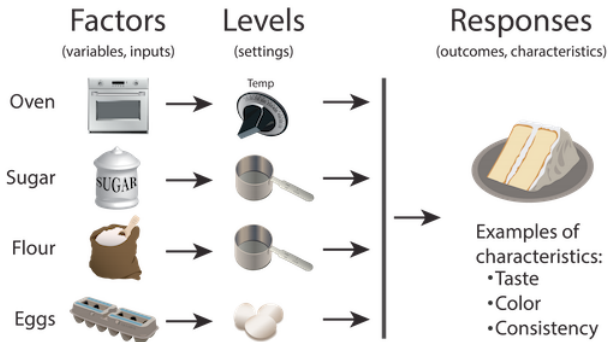 Factors
(variables, inputs)
Levels
(settings)
Responses
(outcomes, characteristics)
Oven
Temp
Sugar
SUGAR
Flour
Eggs
Examples of
characteristics:
•Taste
•Color
•Consistency